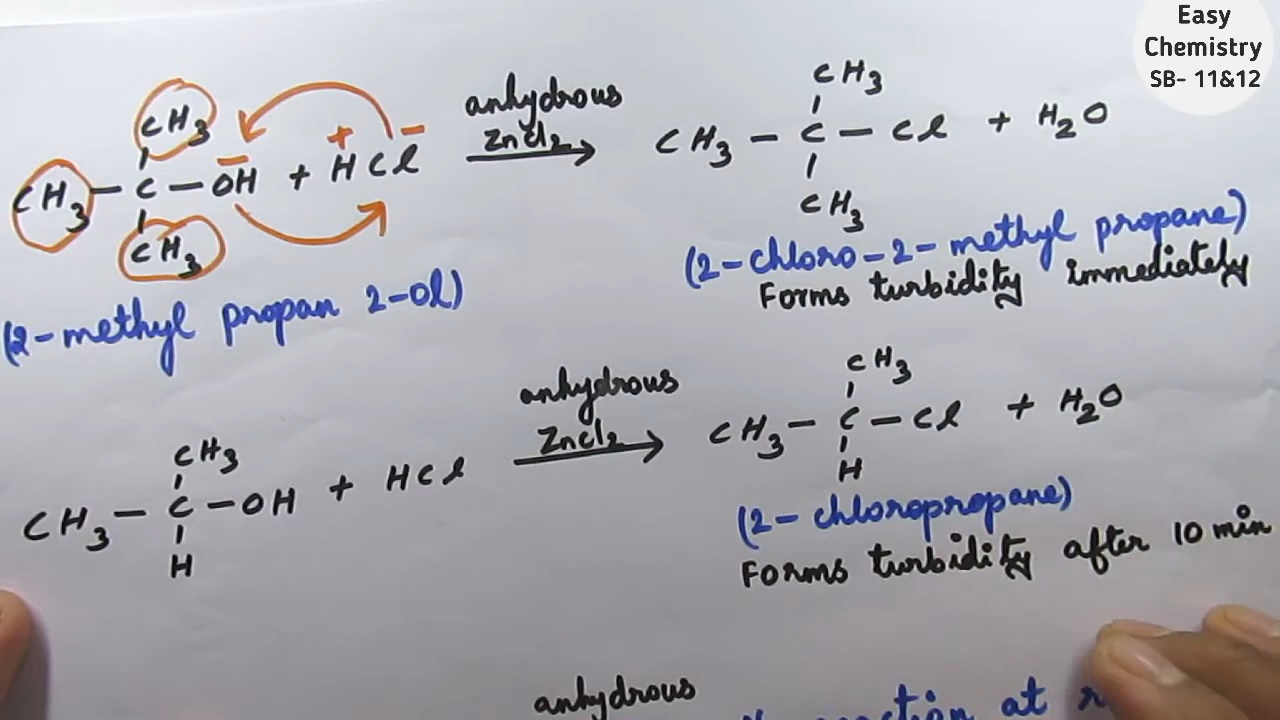 Easy
Chemistry
SB- 11&12
CH3
CH3 - C - OH + HCl
+ -
-
CH3
(2-methyl propan 2-Ol)
anhydrous
ZnCl2
CH3
CH3 - C - Cl + H2O
CH3
(2-chloro-2-methyl propane)
Forms turbidity immediately
CH3
CH3 - C - OH + HCl
H
anhydrous
ZnCl2
CH3
CH3 - C - Cl + H2O
H
(2-chloropropane)
Forms turbidity after 10 min
anhydrous
at